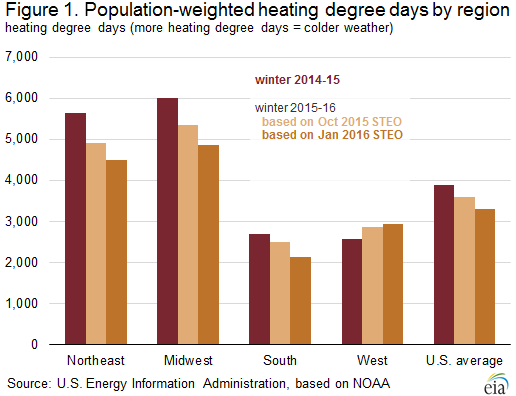 Figure 1. Population-weighted heating degree days by region
heating degree days (more heating degree days = colder weather)
7,000
6,000
5,000
4,000
3,000
2,000
1,000
0
winter 2014-15
winter 2015-16
based on Oct 2015 STEO
based on Jan 2016 STEO
Northeast Midwest South West U.S. average
Source: U.S. Energy Information Administration, based on NOAA
eia